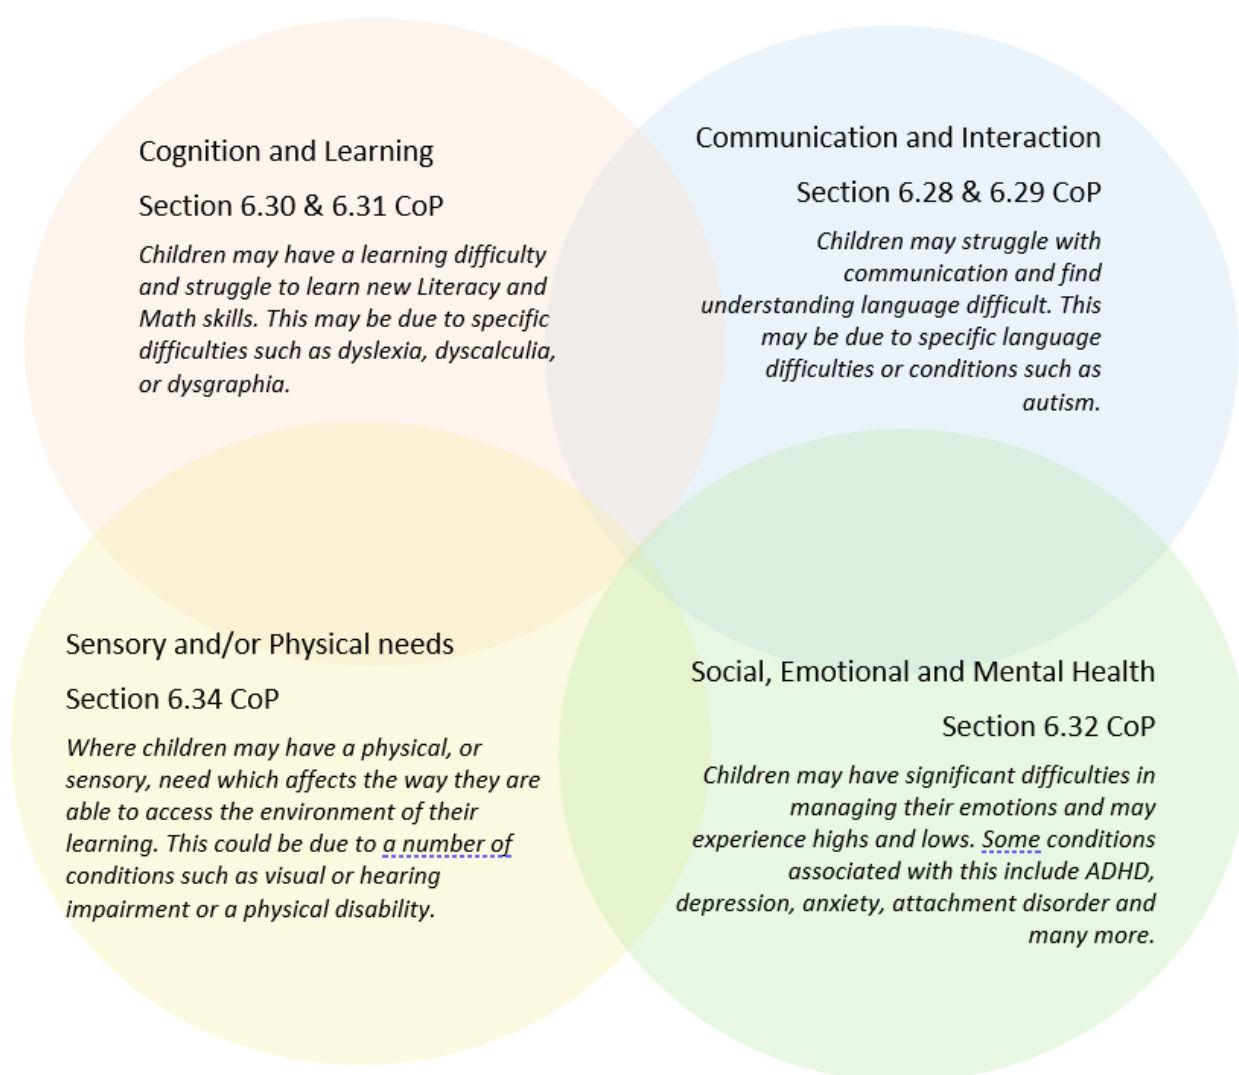 Cognition and Learning
Section 6.30 & 6.31 CoP
Children may have a learning difficulty
and struggle to learn new Literacy and
Math skills. This may be due to specific
difficulties such as dyslexia, dyscalculia,
or dysgraphia.
Communication and Interaction
Section 6.28 & 6.29 CoP
Children may struggle with
communication and find
understanding language difficult. This
may be due to specific language
difficulties or conditions such as
autism.
Sensory and/or Physical needs
Section 6.34 CoP
Where children may have a physical, or
sensory, need which affects the way they are
able to access the environment of their
learning. This could be due to a number of
conditions such as visual or hearing
impairment or a physical disability.
Social, Emotional and Mental Health
Section 6.32 CoP
Children may have significant difficulties in
managing their emotions and may
experience highs and lows. Some conditions
associated with this include ADHD,
depression, anxiety, attachment disorder and
many more.